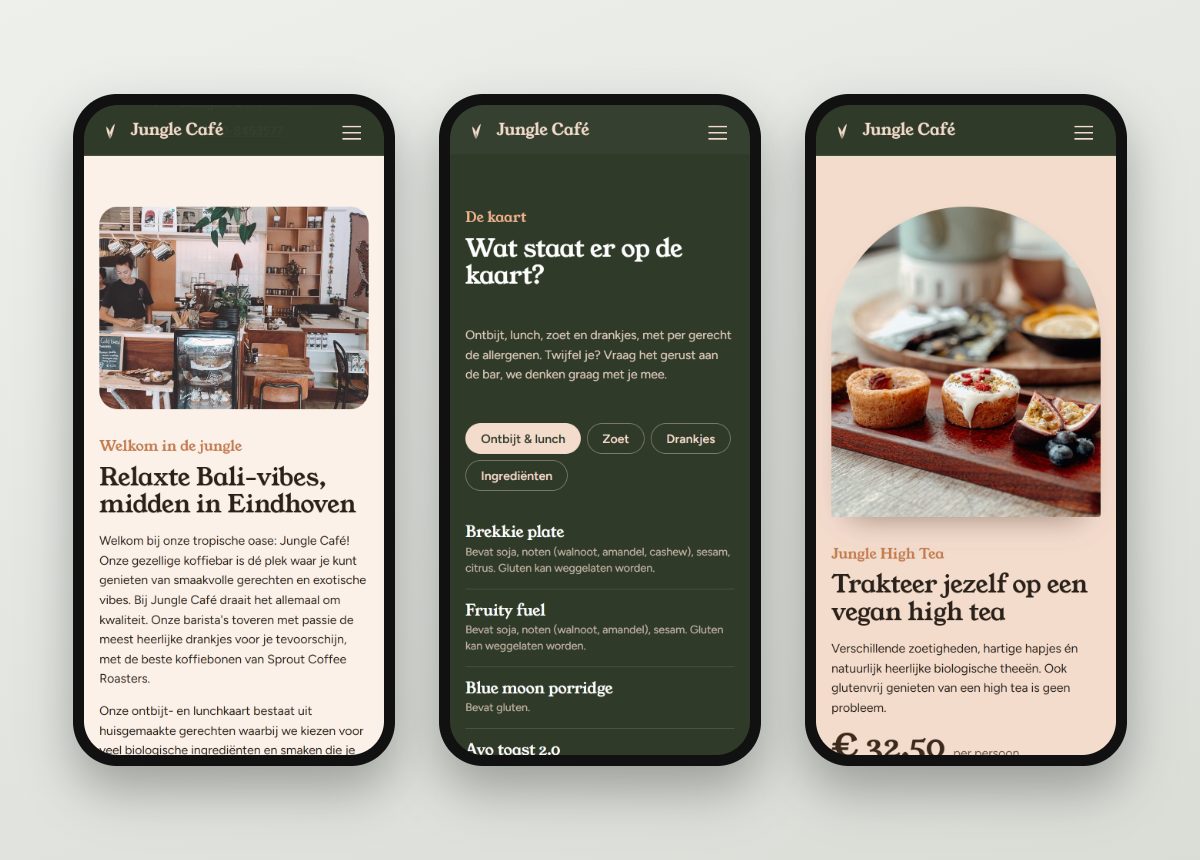 Jungle Café
Welkom in de jungle
Relaxte Bali-vibes,
midden in Eindhoven
Welkom bij onze tropische oase: Jungle Café!
Onze gezellige koffiebar is dé plek waar je kunt
genieten van smaakvolle gerechten en exotische
vibes. Bij Jungle Café draait het allemaal om
kwaliteit. Onze barista's toveren met passie de
meest heerlijke drankjes voor je tevoorschijn,
met de beste koffiebonen van Sprout Coffee
Roasters.
Onze ontbijt- en lunchkaart bestaat uit
huisgemaakte gerechten waarbij we kiezen voor
veel biologische ingrediënten en smaken die je
Jungle Café
De kaart
Wat staat er op de
kaart?
Ontbijt, lunch, zoet en drankjes, met per gerecht
de allergenen. Twijfel je? Vraag het gerust aan
de bar, we denken graag met je mee.
Ontbijt & lunch
Zoet
Drankjes
Ingrediënten
Brekkie plate
Bevat soja, noten (walnoot, amandel, cashew), sesam,
citrus. Gluten kan weggelaten worden.
Fruity fuel
Bevat soja, noten (walnoot, amandel), sesam. Gluten
kan weggelaten worden.
Blue moon porridge
Bevat gluten.
Avo toast 2.0
Jungle Café
Jungle High Tea
Trakteer jezelf op een
vegan high tea
Verschillende zoetigheden, hartige hapjes én
natuurlijk heerlijke biologische theeën. Ook
glutenvrij genieten van een high tea is geen
probleem.
€ 32,50 per persoon